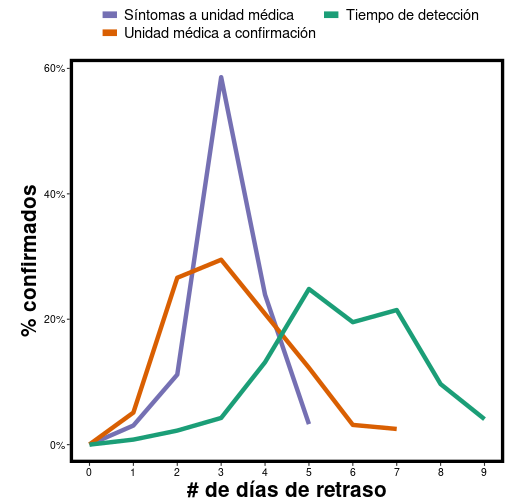 Síntomas a unidad médica
Tiempo de detección
Unidad médica a confirmación
60%
40%
20%
0%
% confirmados
0 1 2 3 4 5 6 7 8 9
# de días de retraso